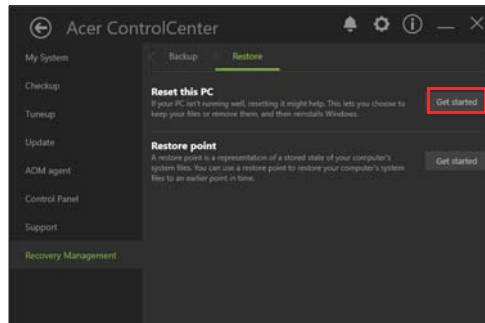 Acer ControlCenter
My System
Backup
Restore
Checkup
Reset this PC
If your PC isn't running well, resetting it might help. This lets you choose to
keep your files or remove them, and then reinstalls Windows.
Get started
Tuneup
Update
Restore point
A restore point is a representation of a stored state of your computer's
system files. You can use a restore point to restore your computer's system
files to an earlier point in time.
Get started
AOM agent
Control Panel
Support
Recovery Management